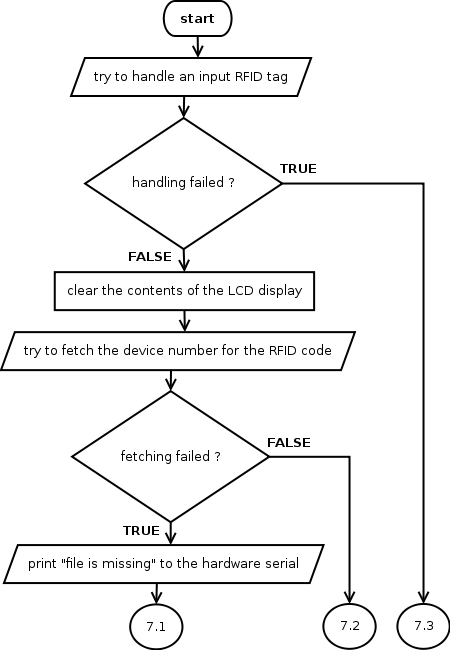 start
try to handle an input RFID tag
handling failed ?
TRUE
FALSE
clear the contents of the LCD display
try to fetch the device number for the RFID code
fetching failed ?
FALSE
TRUE
print "file is missing" to the hardware serial
7.1
7.2
7.3